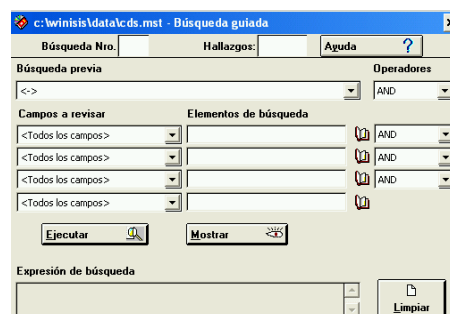 c:\winisis\data\cds.mst - Búsqueda guiada
Búsqueda Nro. Hallazgos: Ayuda ?
Búsqueda previa Operadores
<-> AND
Campos a revisar Elementos de búsqueda
<Todos los campos> AND
<Todos los campos> AND
<Todos los campos> AND
<Todos los campos>
Ejecutar Mostrar
Expresión de búsqueda
Limpiar